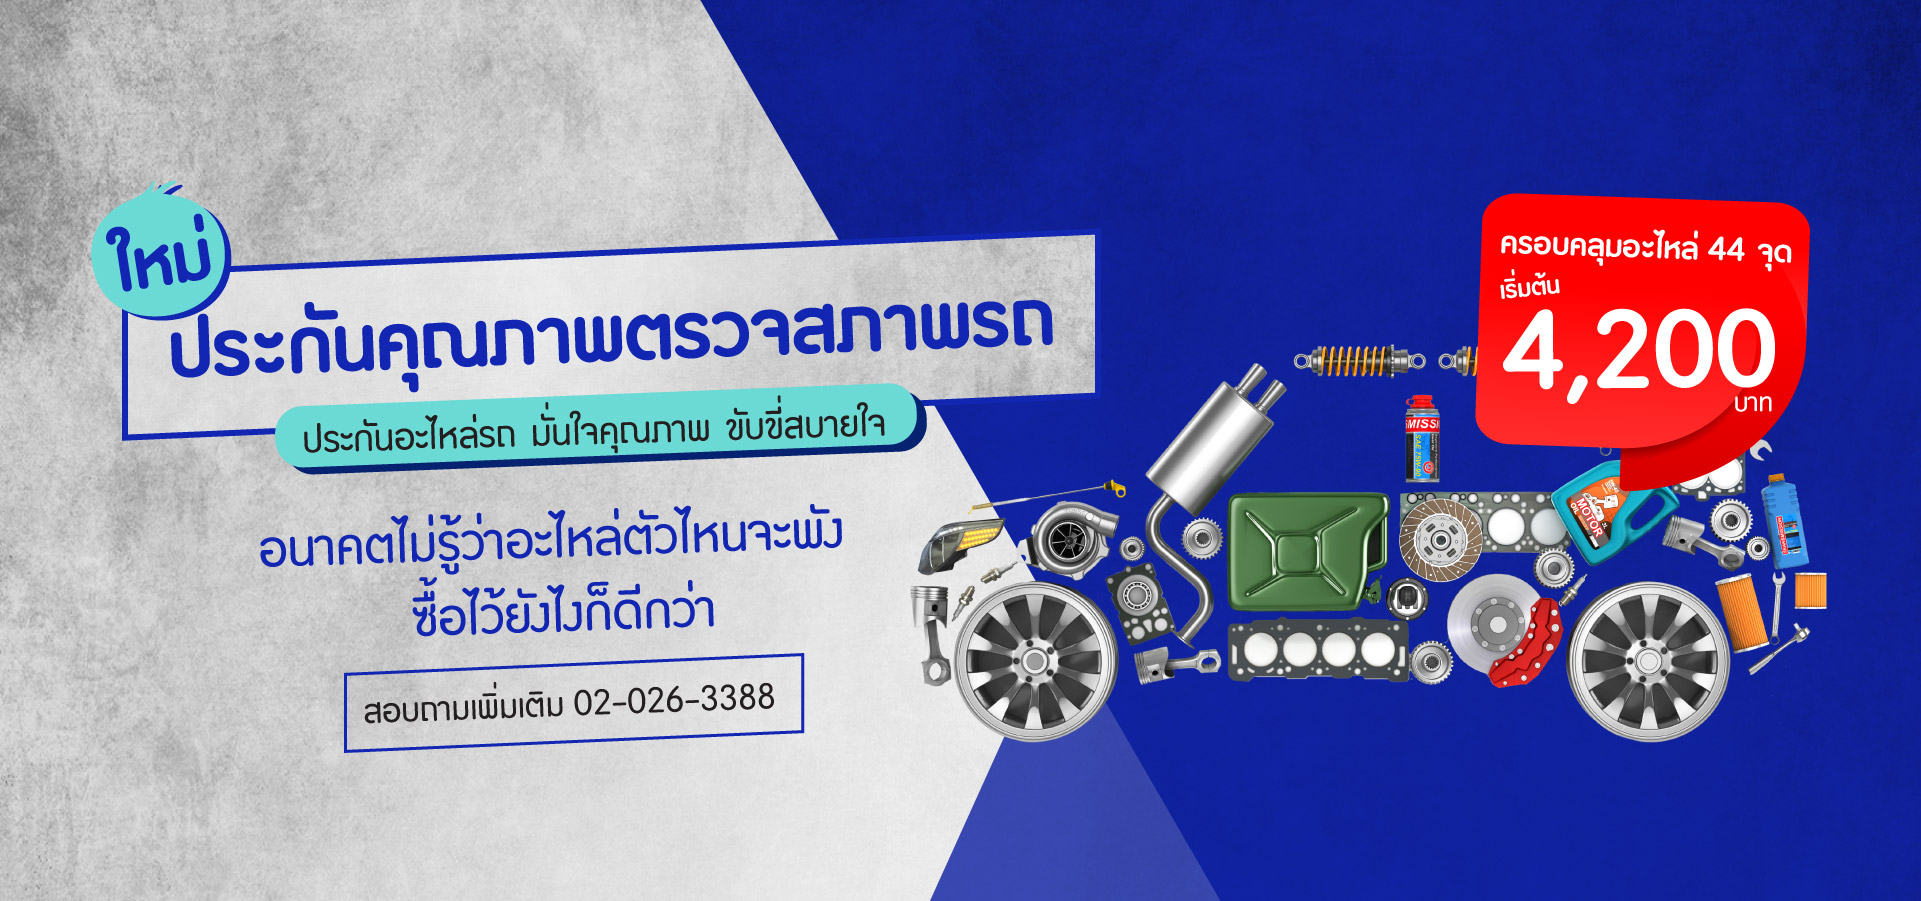 ใหม่
ประกันคุณภาพตรวจสภาพรถ
ประกันอะไหล่รถ มั่นใจคุณภาพ ขับขี่สบายใจ
อนาคตไม่รู้ว่าอะไหล่ตัวไหนจะพัง
ซื้อไว้ยังไงก็ดีกว่า
สอบถามเพิ่มเติม 02-026-3388
ครอบคลุมอะไหล่ 44 จุด
เริ่มต้น
4,200
บาท
SMISSI
SAE 75W-90
MOTOR
OIL